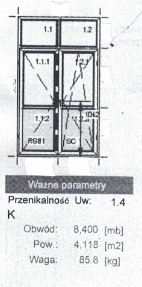 1.1 1.2
1.1.1 1.2.1
1042
1.1.2
RS81 SC
Ważne parametry
Przenikalność Uw: 1.4
K
Obwód: 8,400 [mb]
Pow.: 4,118 [m2]
Waga: 85.8 [kg]